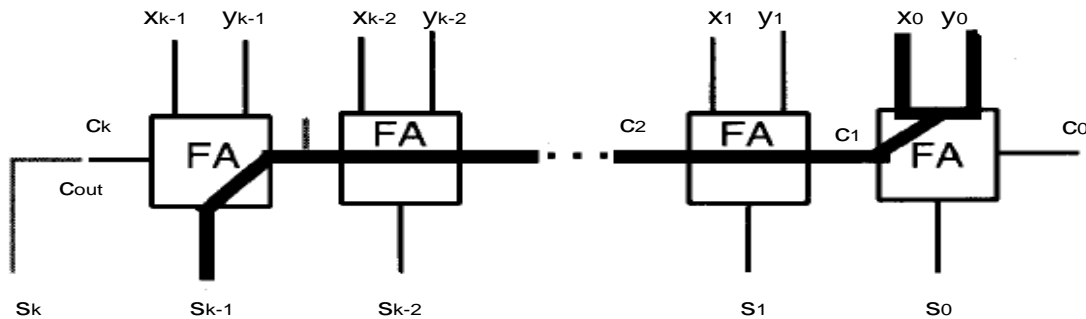 xk-1 yk-1 xk-2 yk-2 x1 y1 x0 y0
ck FA FA c2 FA c1 FA c0
cout
sk sk-1 sk-2 s1 s0